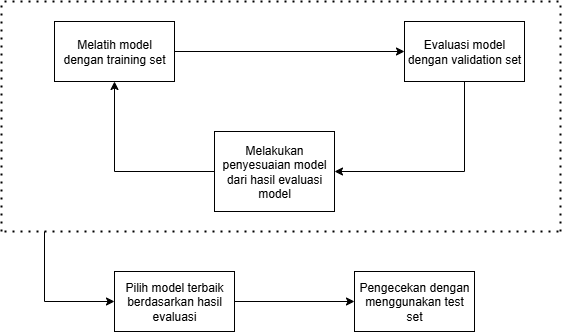 Melatih model
dengan training set
Evaluasi model
dengan validation set
Melakukan
penyesuaian model
dari hasil evaluasi
model
Pilih model terbaik
berdasarkan hasil
evaluasi
Pengecekan dengan
menggunakan test
set